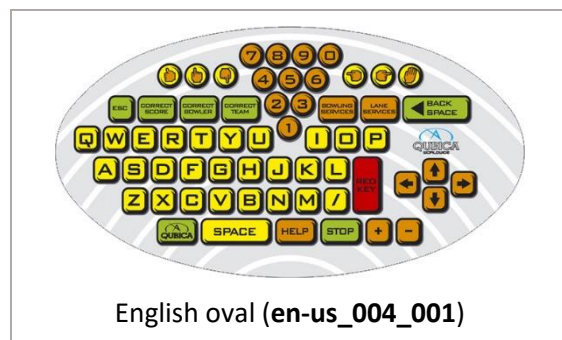 7 8 9 0
4 5 6
ESC CORRECT SCORE CORRECT BOWLER CORRECT TEAM 2 3 BOWLING SERVICES LANE SERVICES BACK SPACE
1
Q W E R T Y U I O P QUBICA WORLDWIDE
A S D F G H J K L RED KEY
Z X C V B N M /
QUBICA SPACE HELP STOP + -
English oval (en-us_004_001)